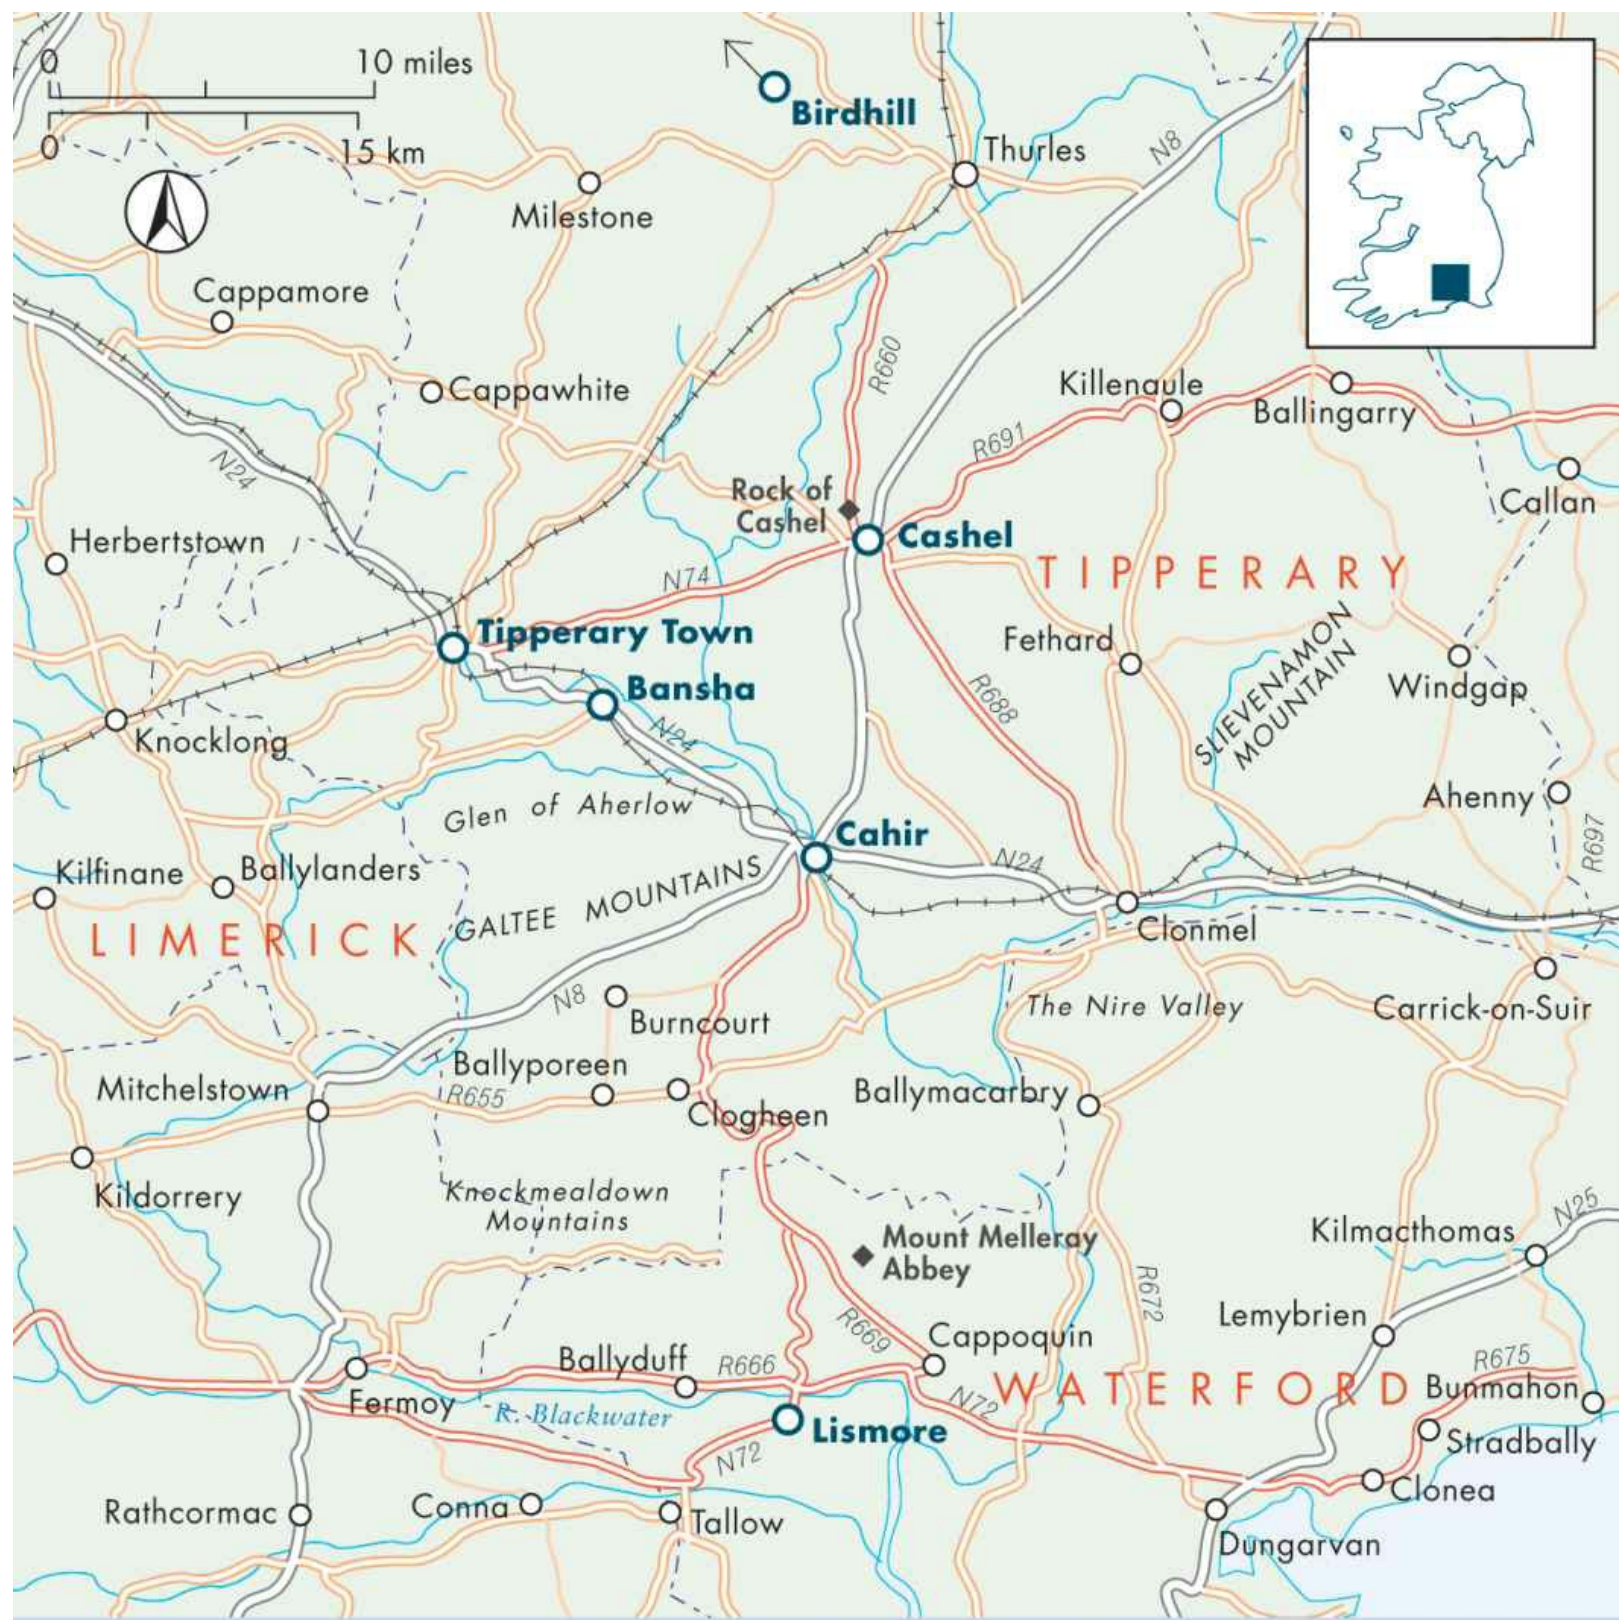 0
10 miles
0
15 km
Birdhill
Thurles
N8
Milestone
Cappamore
Cappawhite
R660
Killenaule
Ballingarry
R691
N24
Rock of
Cashel
Cashel
Callan
Herbertstown
N74
TIPPERARY
Tipperary Town
Fethard
SLIEVENAMON
MOUNTAIN
Windgap
Bansha
R688
Knocklong
N24
Glen of Aherlow
Ahenny
R697
Cahir
Kilfinane
Ballylanders
GALTEE MOUNTAINS
N24
LIMERICK
Clonmel
N8
Burncourt
The Nire Valley
Carrick-on-Suir
Ballyporeen
Mitchelstown
R655
Clogheen
Ballymacarbry
Kildorrery
Knockmealdown
Mountains
Mount Melleray
Abbey
Kilmacthomas
N25
R672
Lemybrien
R669
Cappoquin
Ballyduff
R666
R675
WATERFORD
Bunmahon
Fermoy
R. Blackwater
N72
Lismore
Stradbally
N72
Clonea
Rathcormac
Conna
Tallow
Dungarvan